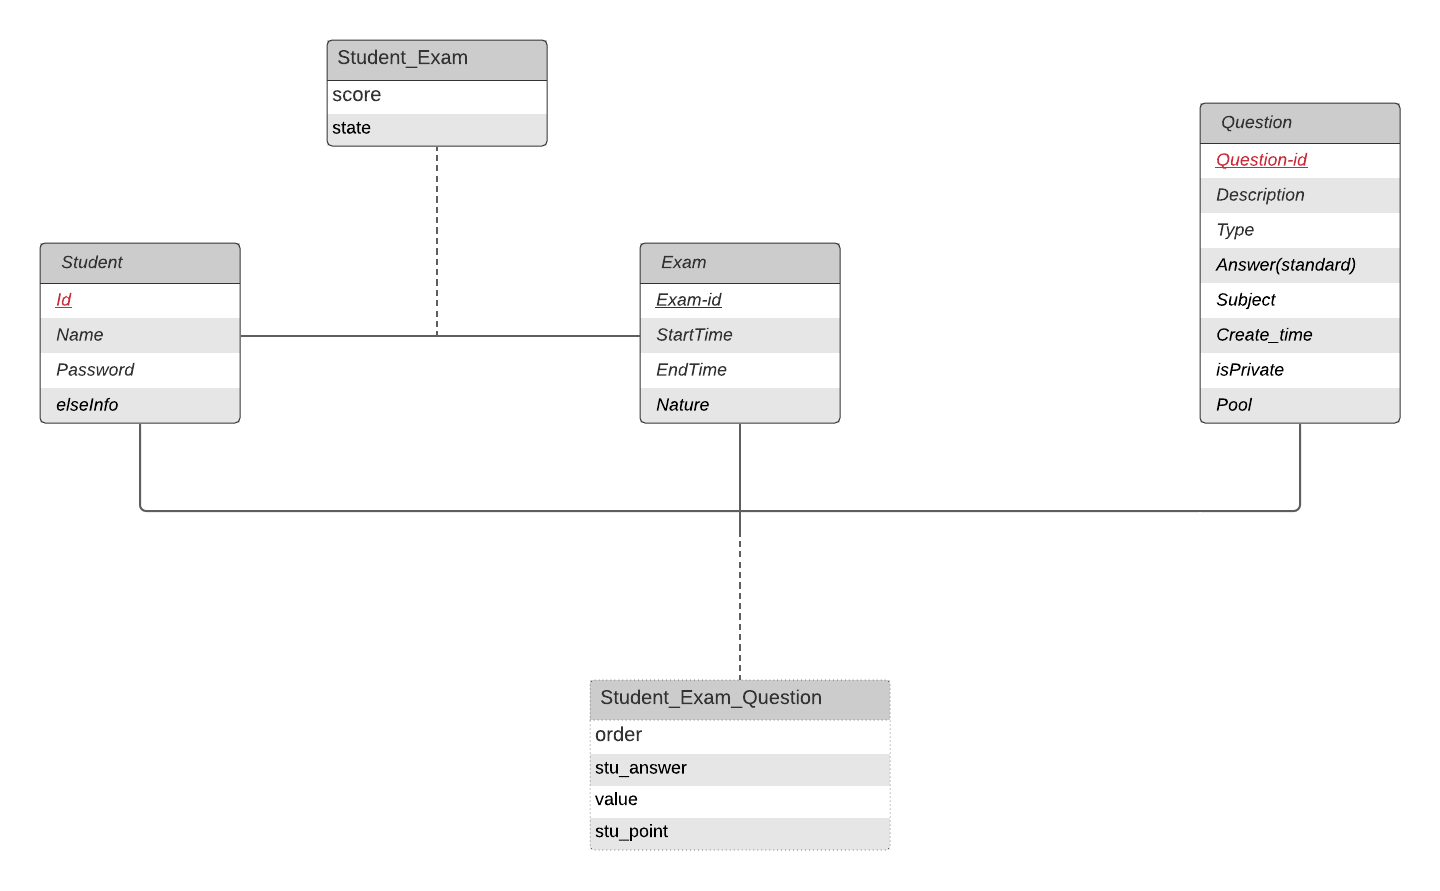 Student_Exam
score
state
Student
Id
Name
Password
elseInfo
Exam
Exam-id
StartTime
EndTime
Nature
Question
Question-id
Description
Type
Answer(standard)
Subject
Create_time
isPrivate
Pool
Student_Exam_Question
order
stu_answer
value
stu_point